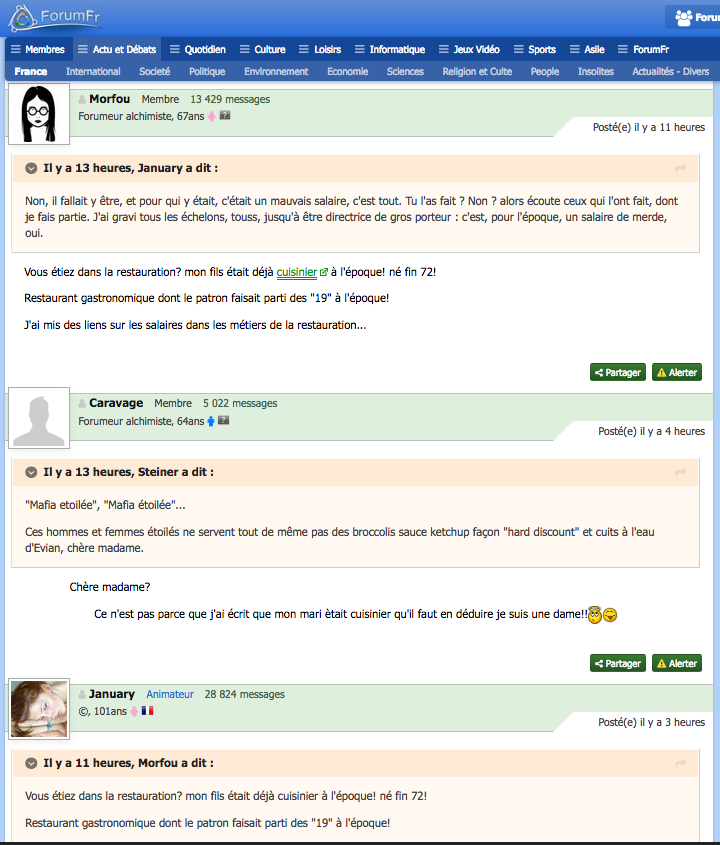 ForumFr
Foru
Membres Actu et Débats Quotidien Culture Loisirs Informatique Jeux Vidéo Sports Asile ForumFr
France International Societé Politique Environnement Economie Sciences Religion et Culte People Insolites Actualités - Divers
Morfou Membre 13 429 messages
Forumeur alchimiste, 67ans
Posté(e) il y a 11 heures
Il y a 13 heures, January a dit :
Non, il fallait y être, et pour qui y était, c'était un mauvais salaire, c'est tout. Tu l'as fait ? Non ? alors écoute ceux qui l'ont fait, dont
je fais partie. J'ai gravi tous les échelons, touss, jusqu'à être directrice de gros porteur : c'est, pour l'époque, un salaire de merde,
oui.
Vous étiez dans la restauration? mon fils était déjà cuisinier à l'époque! né fin 72!
Restaurant gastronomique dont le patron faisait parti des "19" à l'époque!
J'ai mis des liens sur les salaires dans les métiers de la restauration...
Partager Alerter
Caravage Membre 5 022 messages
Forumeur alchimiste, 64ans
Posté(e) il y a 4 heures
Il y a 13 heures, Steiner a dit :
"Mafia etoilée", "Mafia étoilée"...
Ces hommes et femmes étoilés ne servent tout de même pas des broccolis sauce ketchup façon "hard discount" et cuits à l'eau
d'Evian, chère madame.
Chère madame?
Ce n'est pas parce que j'ai écrit que mon mari ètait cuisinier qu'il faut en déduire je suis une dame!!
Partager Alerter
January Animateur 28 824 messages
©, 101ans
Posté(e) il y a 3 heures
Il y a 11 heures, Morfou a dit :
Vous étiez dans la restauration? mon fils était déjà cuisinier à l'époque! né fin 72!
Restaurant gastronomique dont le patron faisait parti des "19" à l'époque!